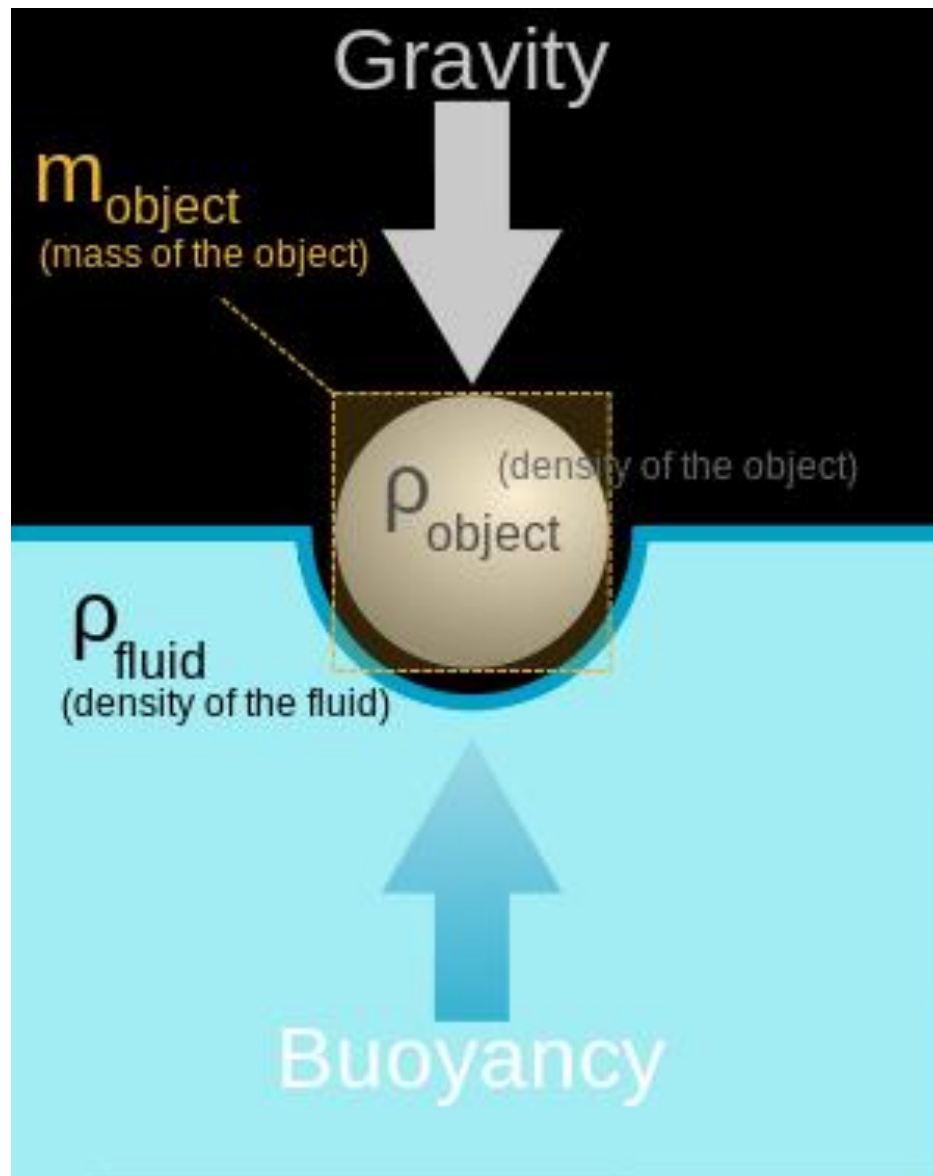 Gravity
m object
(mass of the object)
(density of the object)
ρ object
ρ fluid
(density of the fluid)
Buoyancy